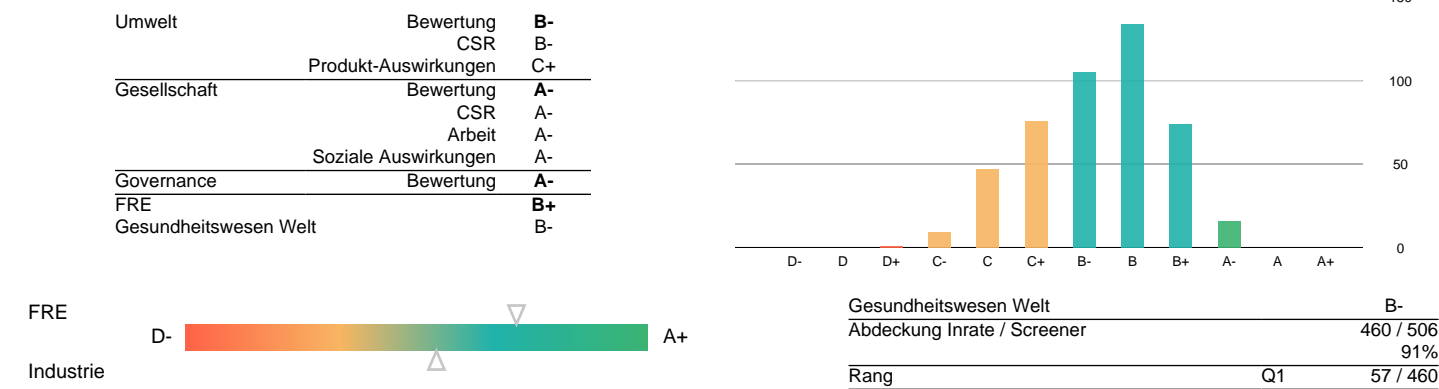 Umwelt Bewertung B-
CSR B-
Produkt-Auswirkungen C+
Gesellschaft Bewertung A-
CSR A-
Arbeit A-
Soziale Auswirkungen A-
Governance Bewertung A-
FRE B+
Gesundheitswesen Welt B-
100
50
0
D- D D+ C- C C+ B- B B+ A- A A+
FRE
D- A+
Industrie
Gesundheitswesen Welt B-
Abdeckung Inrate / Screener 460 / 506
91%
Rang Q1 57 / 460